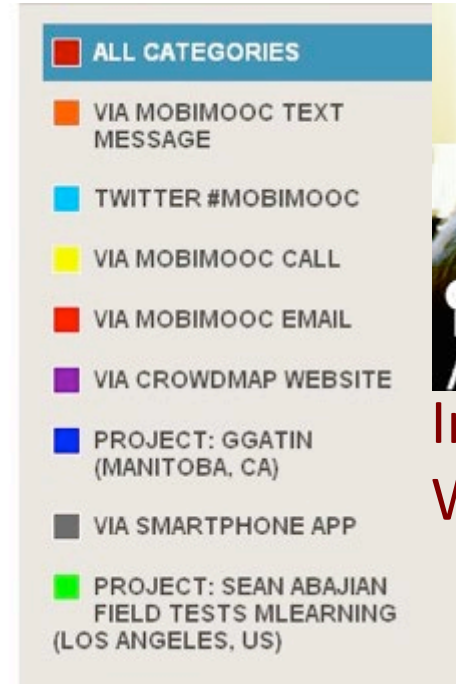 ALL CATEGORIES
VIA MOBIMOOC TEXT
MESSAGE
TWITTER #MOBIMOOC
VIA MOBIMOOC CALL
VIA MOBIMOOC EMAIL
VIA CROWDMAP WEBSITE
PROJECT: GGATIN
(MANITOBA, CA)
VIA SMARTPHONE APP
PROJECT: SEAN ABAJIAN
FIELD TESTS MLEARNING
(LOS ANGELES, US)